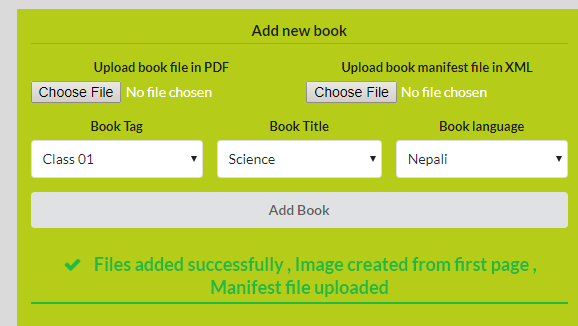 Add new book
Upload book file in PDF
Upload book manifest file in XML
Choose File No file chosen
Choose File No file chosen
Book Tag
Book Title
Book language
Class 01
Science
Nepali
Add Book
Files added successfully , Image created from first page ,
Manifest file uploaded